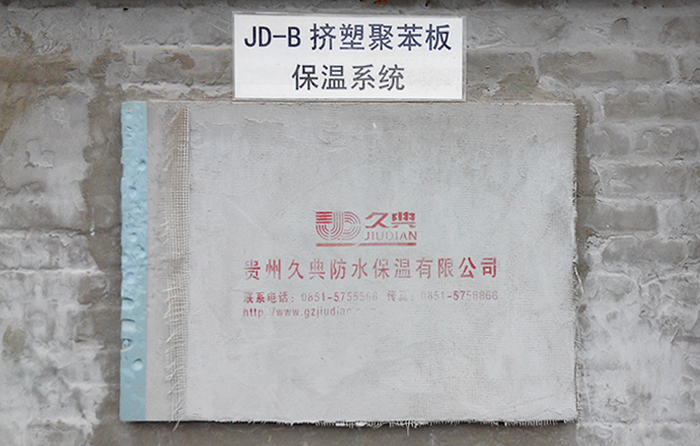 JD-B 挤塑聚苯板
保温系统
久典
JIUDIAN
贵州久典防水保温有限公司
联系电话: 0851-5755566 传真: 0851-5758866
http://www.gzjiudian